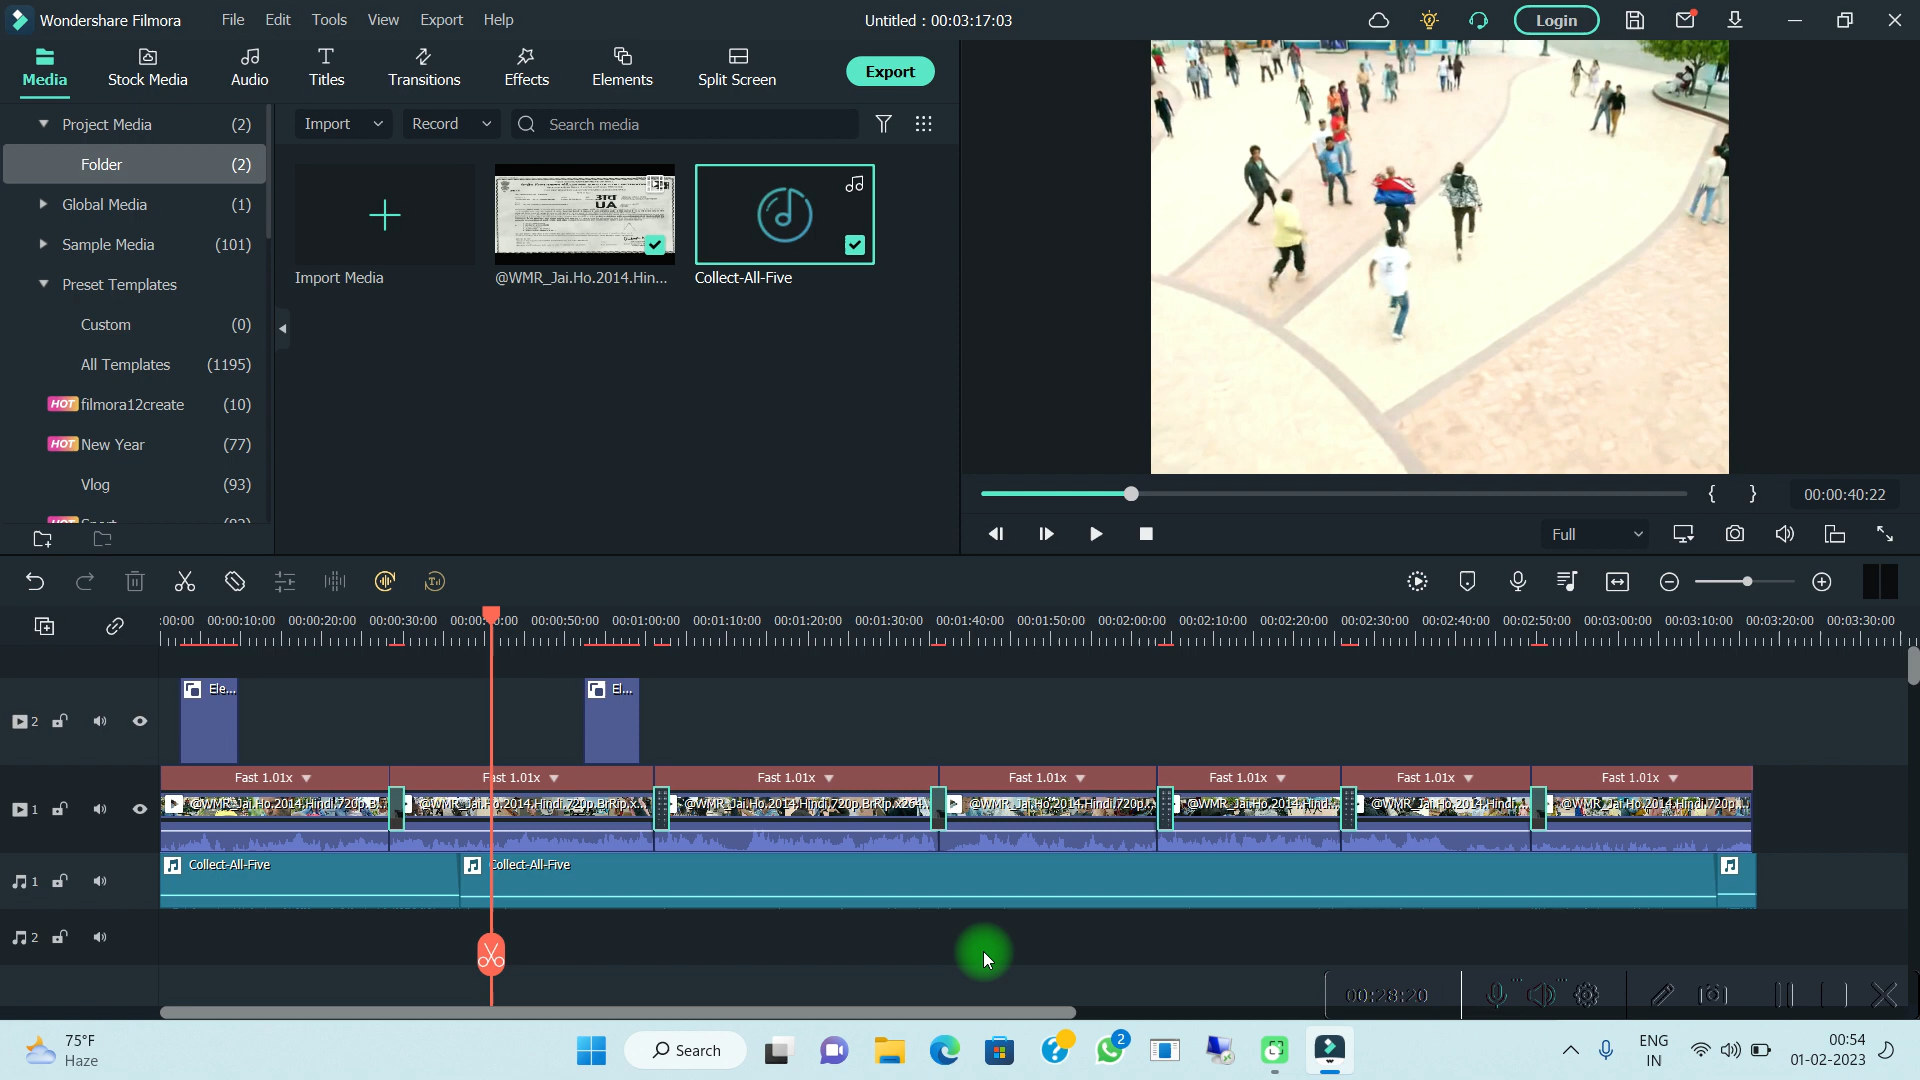 Wondershare Filmora File Edit Tools View Export Help Untitled : 00:03:17:03 Login
Media Stock Media Audio Titles Transitions Effects Elements Split Screen Export
Project Media (2) Import Record Search media
Folder (2)
Global Media (1)
Sample Media (101)
अव
UA
Import Media @WMR_Jai.Ho.2014.Hin... Collect-All-Five
Preset Templates
Custom (0)
All Templates (1195)
HOT filmora12create (10)
HOT New Year (77)
Vlog (93)
00:00:40:22
Full
:00:00 00:00:10:00 00:00:20:00 00:00:30:00 00:00:50:00 00:01:00:00 00:01:10:00 00:01:20:00 00:01:30:00 00:01:40:00 00:01:50:00 00:02:00:00 00:02:10:00 00:02:20:00 00:02:30:00 00:02:40:00 00:02:50:00 00:03:00:00 00:03:10:00 00:03:20:00 00:03:30:00
2 Ele... El...
Fast 1.01x Fast 1.01x Fast 1.01x Fast 1.01x Fast 1.01x Fast 1.01x Fast 1.01x
1 @WMR_Jai.Ho.2014.Hindi.720p.B... @WMR_Jai.Ho.2014.Hindi.720p.BrRip.x... @WMR_Jai.Ho.2014.Hindi.720p.BrRip.x264... @WMR_Jai.Ho.2014.Hindi.720p... @WMR_Jai.Ho.2014.Hindi... @WMR_Jai.Ho.2014.Hindi... @WMR_Jai.Ho.2014.Hindi.720p...
Collect-All-Five Collect-All-Five
1
2
00:28:20
75°F
Haze
Search
2
ENG
IN
00:54
01-02-2023